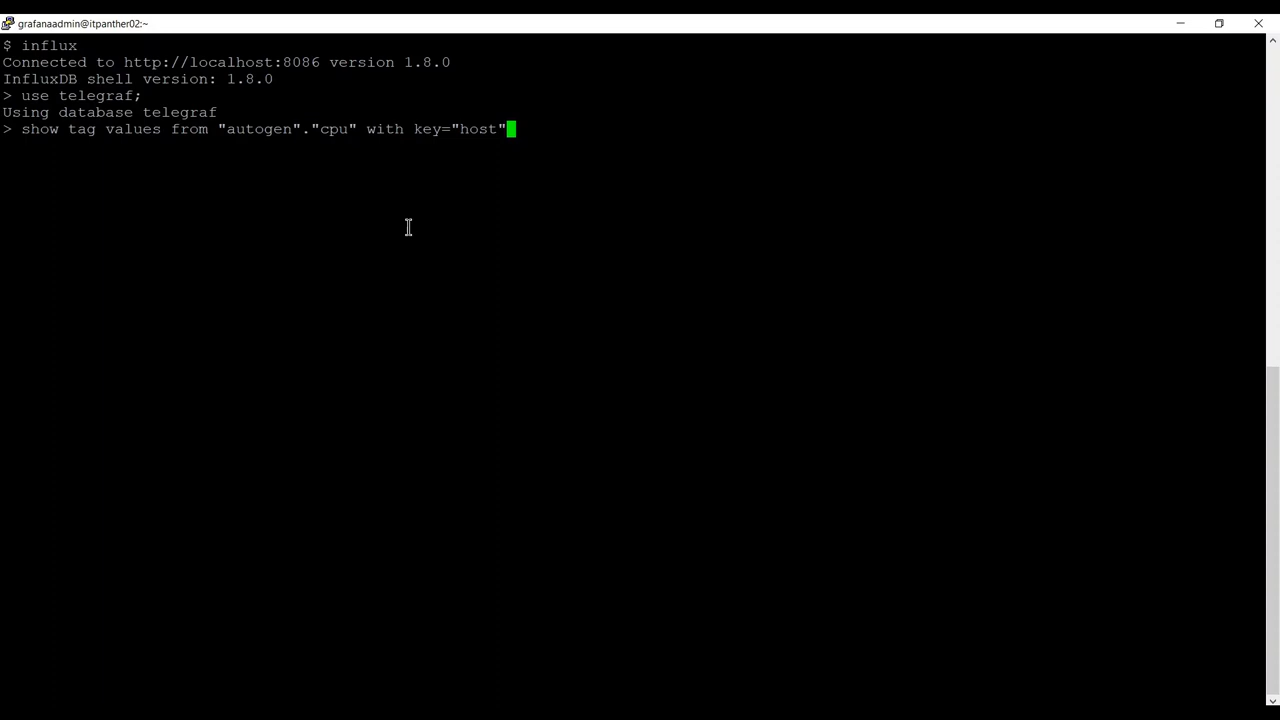 grafanaadmin@itpanther02:~
$ influx
Connected to http://localhost:8086 version 1.8.0
InfluxDB shell version: 1.8.0
> use telegraf;
Using database telegraf
> show tag values from "autogen"."cpu" with key="host"